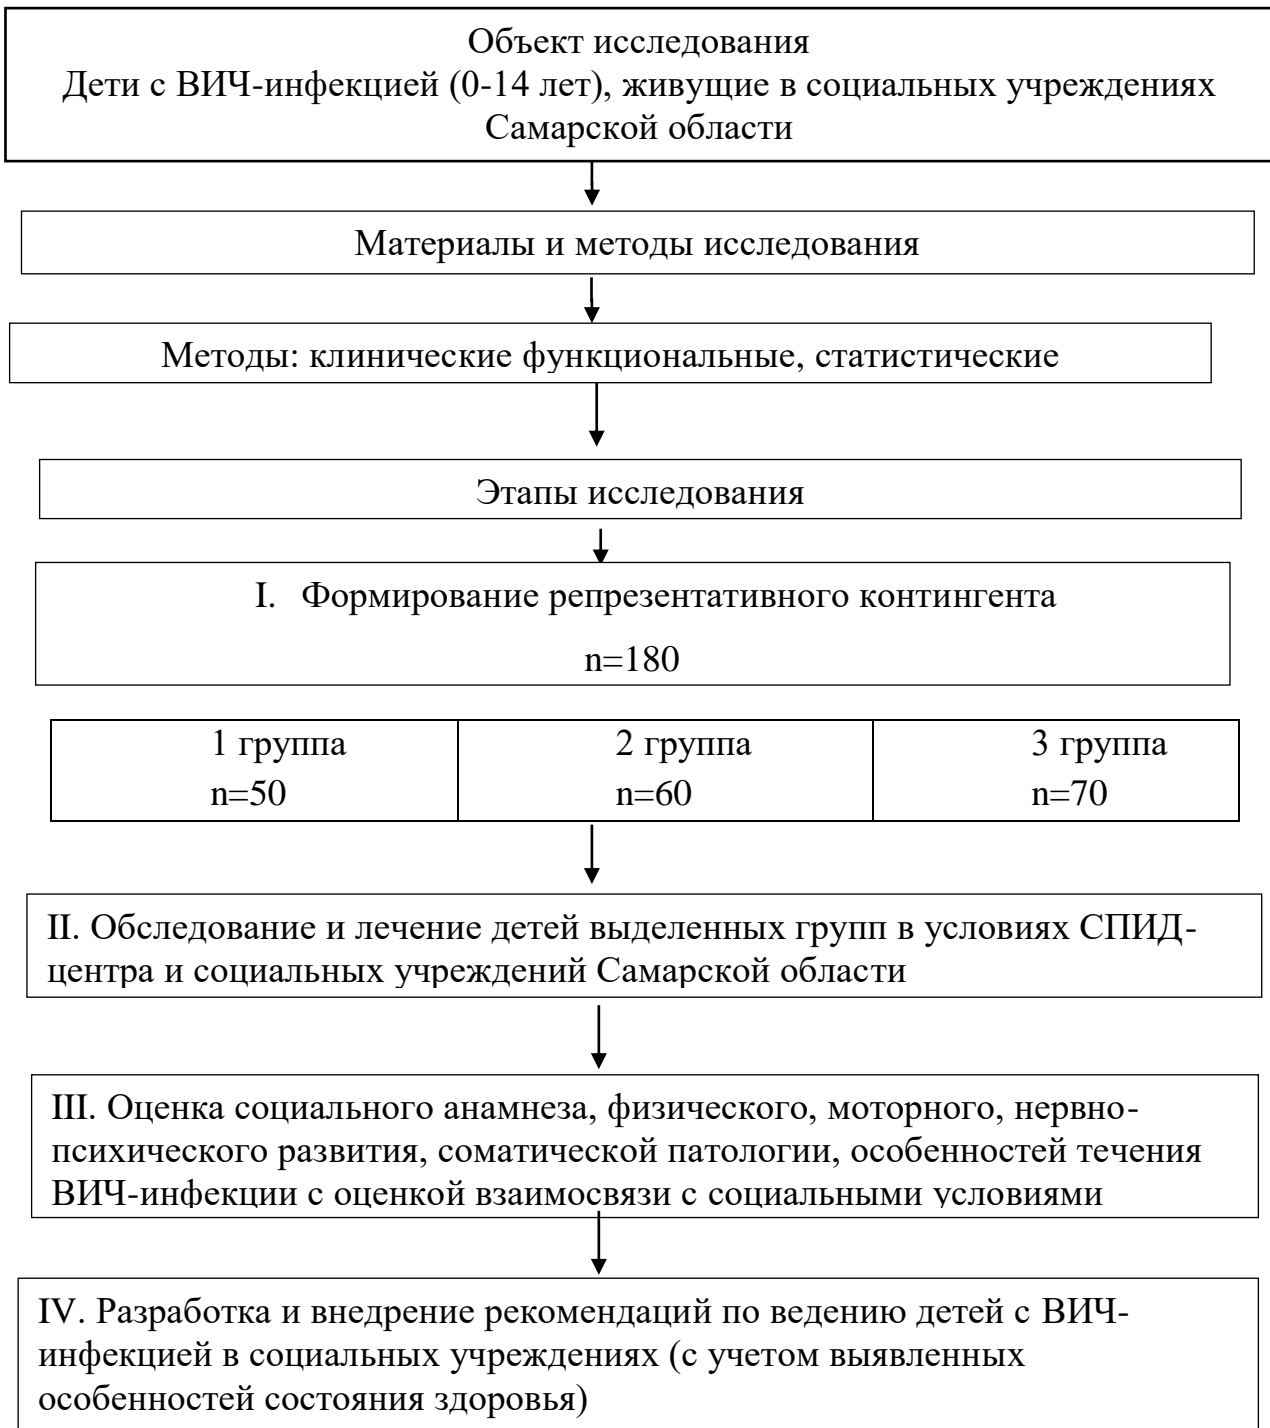 Объект исследования
Дети с ВИЧ-инфекцией (0-14 лет), живущие в социальных учреждениях
Самарской области
Материалы и методы исследования
Методы: клинические функциональные, статистические
Этапы исследования
I. Формирование репрезентативного контингента
n=180
1 группа 2 группа 3 группа
n=50 n=60 n=70
II. Обследование и лечение детей выделенных групп в условиях СПИД-
центра и социальных учреждений Самарской области
III. Оценка социального анамнеза, физического, моторного, нервно-
психического развития, соматической патологии, особенностей течения
ВИЧ-инфекции с оценкой взаимосвязи с социальными условиями
IV. Разработка и внедрение рекомендаций по ведению детей с ВИЧ-
инфекцией в социальных учреждениях (с учетом выявленных
особенностей состояния здоровья)